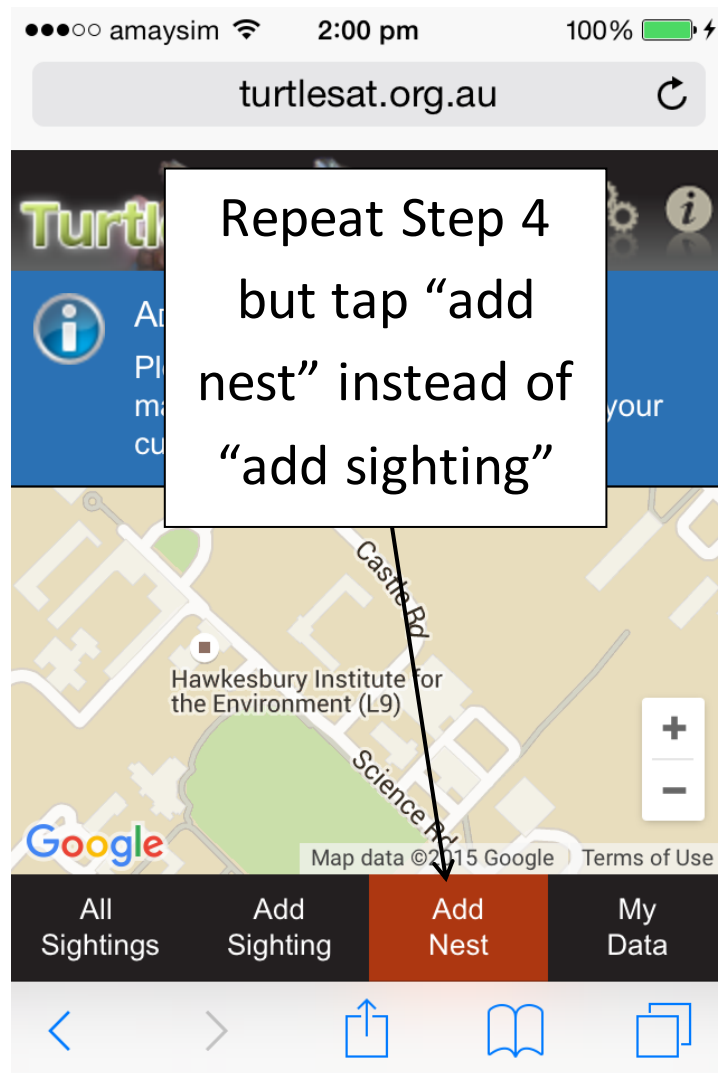 amaysim 2:00 pm 100%
turtlesat.org.au
Repeat Step 4
but tap “add
nest” instead of
“add sighting”
your
Castle Rd
Hawkesbury Institute for
the Environment (L9)
Science Rd
+
−
Google
Map data ©2015 Google Terms of Use
All
Sightings
Add
Sighting
Add
Nest
My
Data